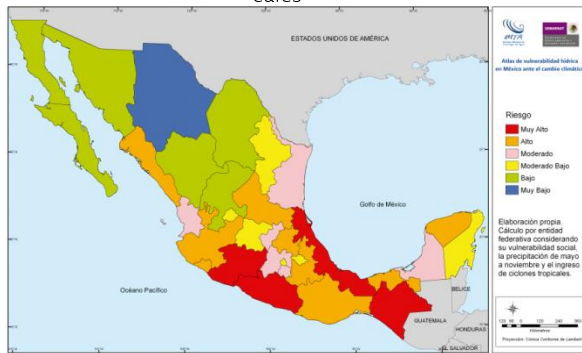 ESTADOS UNIDOS DE AMÉRICA
Golfo de México
Océano Pacífico
BELICE
GUATEMALA
HONDURAS
EL SALVADOR
IMTA
SEMARNAT
Atlas de vulnerabilidad hídrica
en México ante el cambio climático
Riesgo
Muy Alto
Alto
Moderado
Moderado Bajo
Bajo
Muy Bajo
Elaboración propia.
Cálculo por entidad
federativa considerando
su vulnerabilidad social,
la precipitación de mayo
a noviembre y el ingreso
de ciclones tropicales.
Kilómetros
Proyección: Cónica Conforme de Lambert